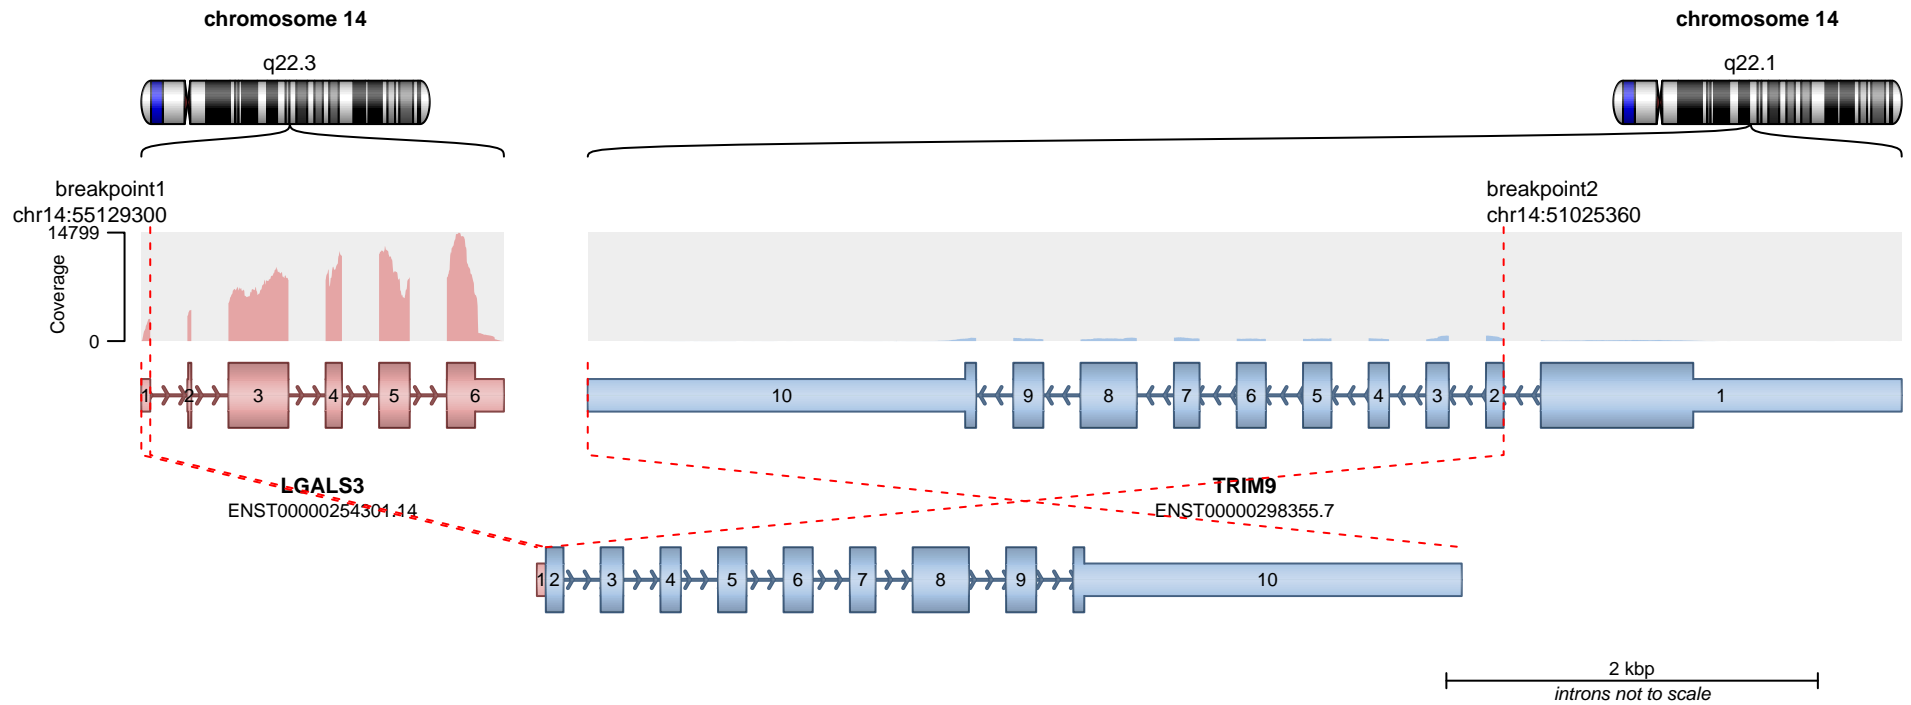 chromosome 14
chromosome 14
q22.3
q22.1
breakpoint1
chr14:55129300
breakpoint2
chr14:51025360
14799
Coverage
0
1 2 3 4 5 6
10 9 8 7 6 5 4 3 2 1
LGALS3
ENST00000254301.14
TRIM9
ENST00000298355.7
1 2 3 4 5 6 7 8 9 10
2 kbp
introns not to scale